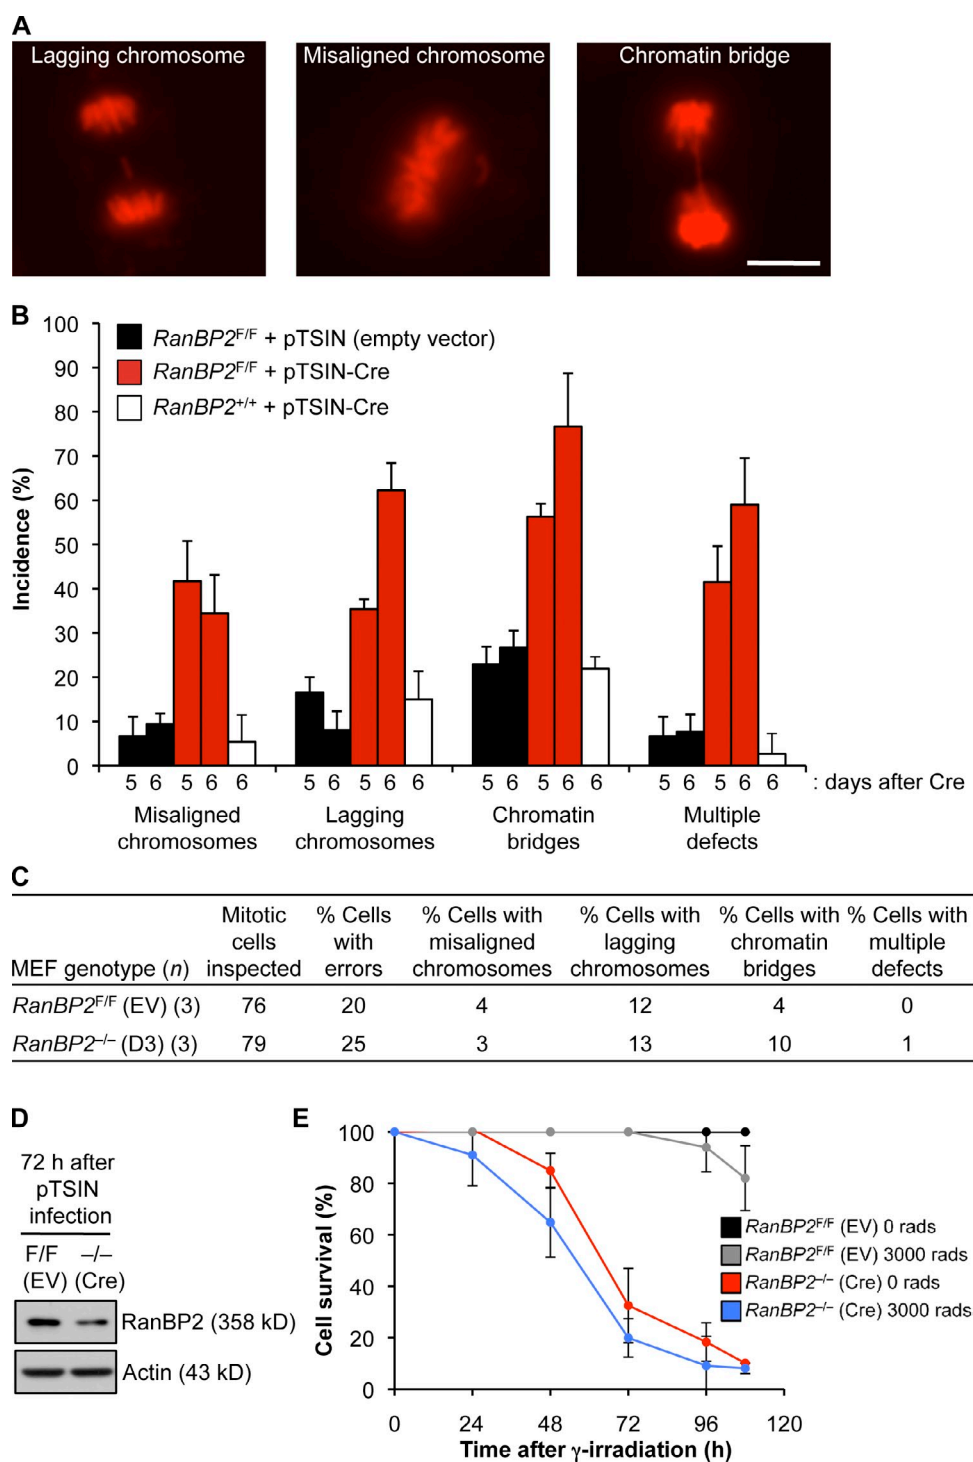 A
Lagging chromosome
Misaligned chromosome
Chromatin bridge
B
100
90
80
70
60
50
40
30
20
10
0
Incidence (%)
RanBP2F/F + pTSIN (empty vector)
RanBP2F/F + pTSIN-Cre
RanBP2+/+ + pTSIN-Cre
5 6 5 6 6 5 6 5 6 6 5 6 5 6 6 5 6 5 6 6 : days after Cre
Misaligned chromosomes
Lagging chromosomes
Chromatin bridges
Multiple defects
C
MEF genotype (n) Mitotic cells inspected % Cells with errors % Cells with misaligned chromosomes % Cells with lagging chromosomes % Cells with chromatin bridges % Cells with multiple defects
RanBP2F/F (EV) (3) 76 20 4 12 4 0
RanBP2–/– (D3) (3) 79 25 3 13 10 1
D
72 h after
pTSIN
infection
F/F –/–
(EV) (Cre)
RanBP2 (358 kD)
Actin (43 kD)
E
100
80
60
40
20
0
Cell survival (%)
RanBP2F/F (EV) 0 rads
RanBP2F/F (EV) 3000 rads
RanBP2–/– (Cre) 0 rads
RanBP2–/– (Cre) 3000 rads
0 24 48 72 96 120
Time after γ-irradiation (h)